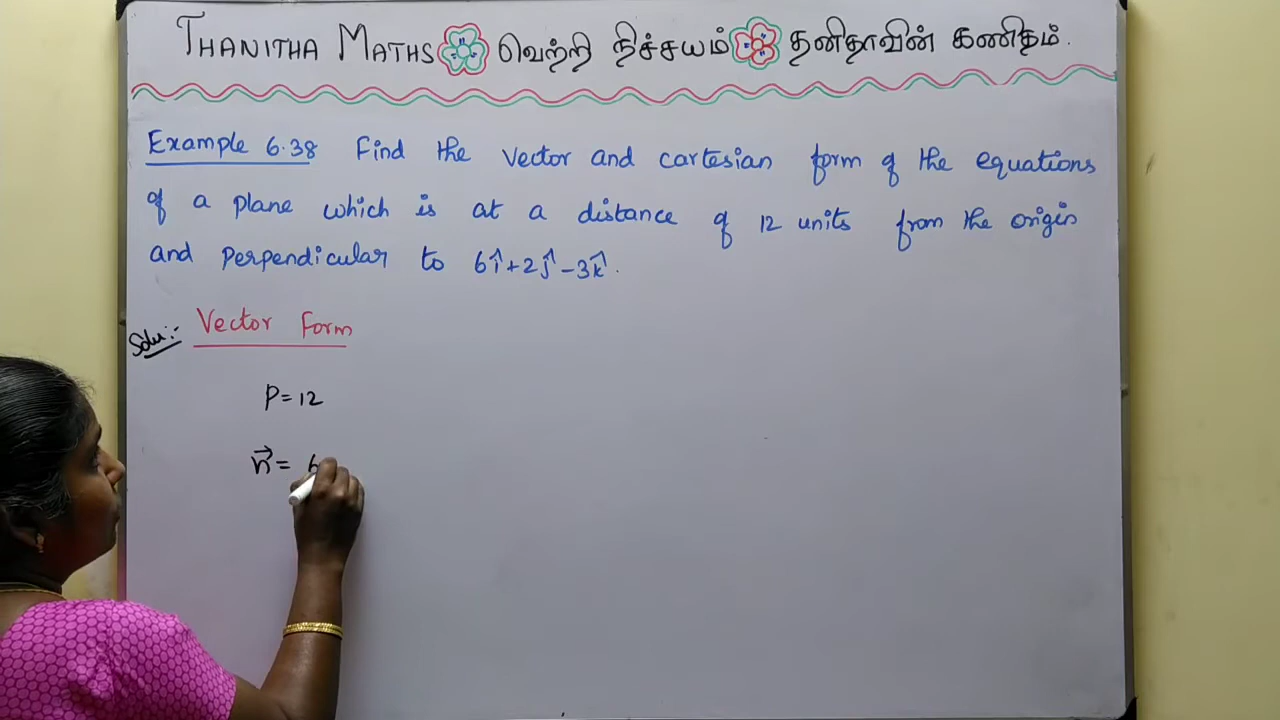 THANITHA MATHS வெற்றி நிச்சயம் தனிதாவின் கணிதம்.
Example 6.38 Find the vector and cartesian form of the equations
of a plane which is at a distance of 12 units from the origin
and perpendicular to 6î+2ĵ-3k̂.
Solu:- Vector Form
P=12
n⃗= 6